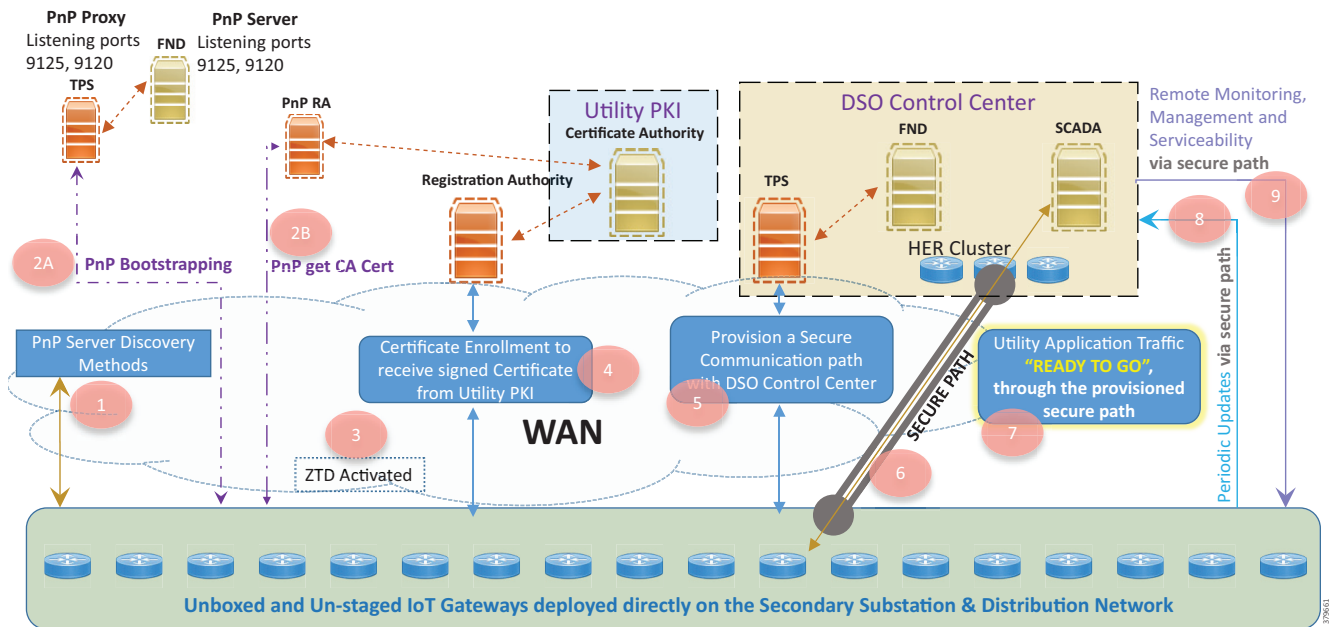 PnP Proxy
Listening ports
9125, 9120
TPS
FND
PnP Server
Listening ports
9125, 9120
PnP RA
Utility PKI
Certificate Authority
Registration Authority
DSO Control Center
FND
SCADA
TPS
HER Cluster
Remote Monitoring,
Management and
Serviceability
via secure path
9
8
2A
PnP Bootstrapping
2B
PnP get CA Cert
PnP Server Discovery
Methods
1
Certificate Enrollment to
receive signed Certificate
from Utility PKI
4
3
ZTD Activated
WAN
Provision a Secure
Communication path
with DSO Control Center
5
SECURE PATH
6
Utility Application Traffic
“READY TO GO”,
through the provisioned
secure path
7
Periodic Updates via secure path
Unboxed and Un-staged IoT Gateways deployed directly on the Secondary Substation & Distribution Network
379661